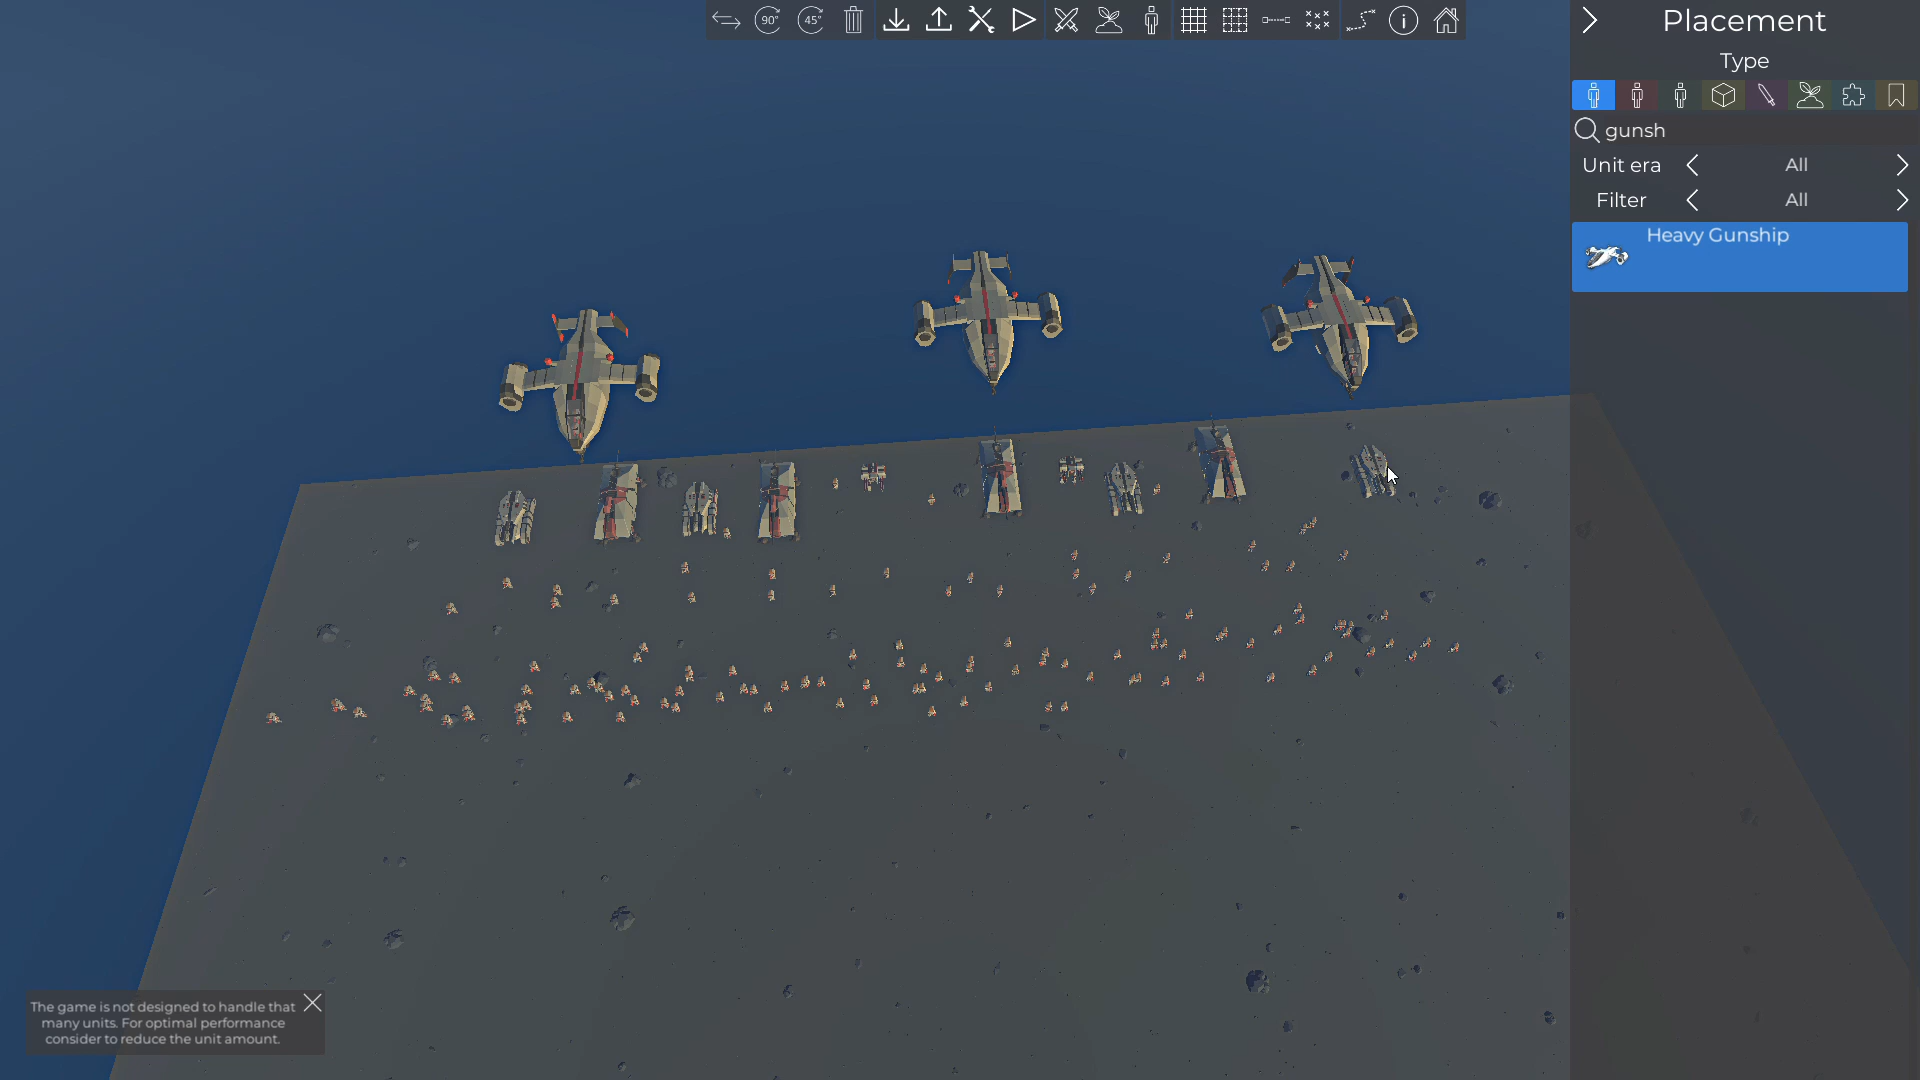 90°
45°
Placement
Type
gunsh
Unit era
All
Filter
All
Heavy Gunship
The game is not designed to handle that
many units. For optimal performance
consider to reduce the unit amount.